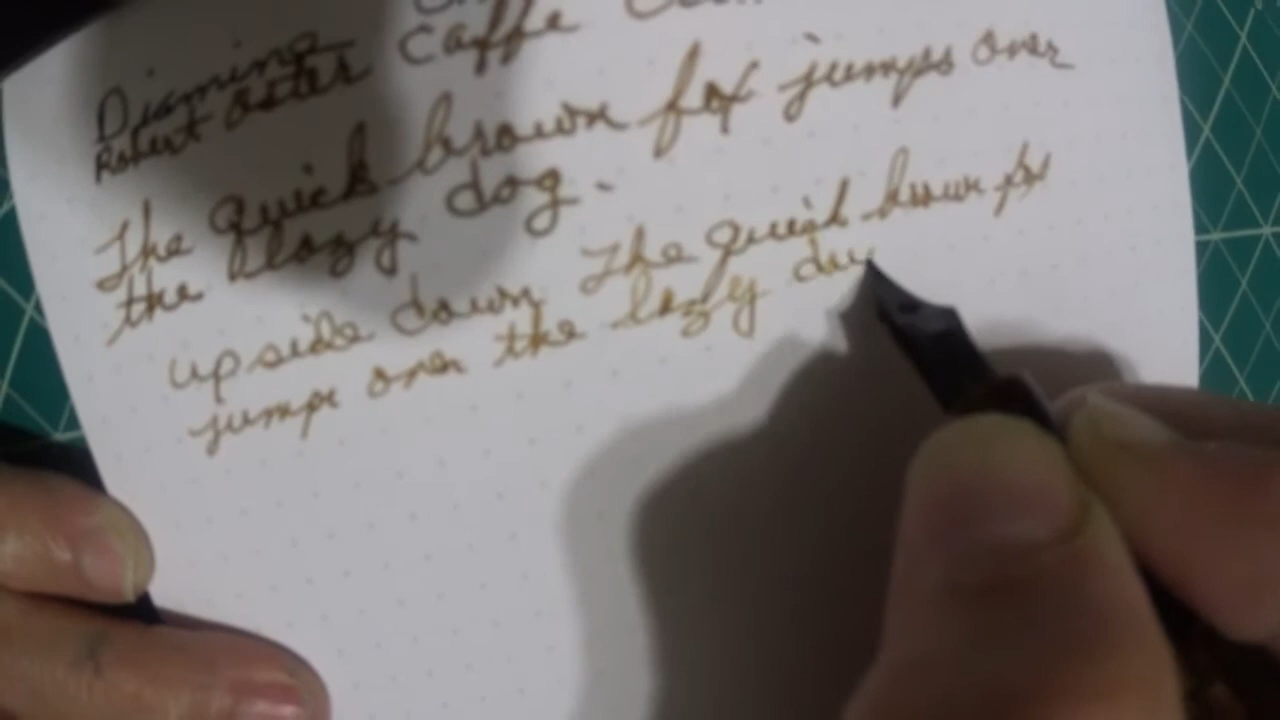 Diamine
Robert oster caffe
The quick brown fox jumps over
the lazy dog.
upside down The quick brown fox
jumps over the lazy do